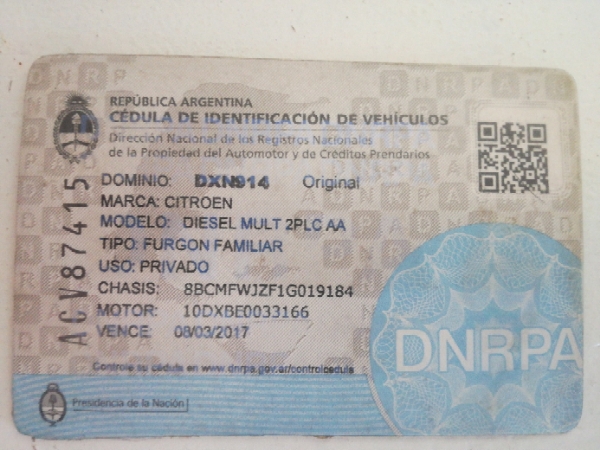 REPÚBLICA ARGENTINA
CÉDULA DE IDENTIFICACIÓN DE VEHÍCULOS
Dirección Nacional de los Registros Nacionales
de la Propiedad del Automotor y de Créditos Prendarios
DOMINIO: DXN914 Original
MARCA: CITROEN
MODELO: DIESEL MULT 2PLC AA
TIPO: FURGON FAMILIAR
USO: PRIVADO
CHASIS: 8BCMFWJZF1G019184
MOTOR: 10DXBE0033166
VENCE: 08/03/2017
ACV87415
Controle su cédula en www.dnrpa.gov.ar/controlcedula
DNRPA
Presidencia de la Nación